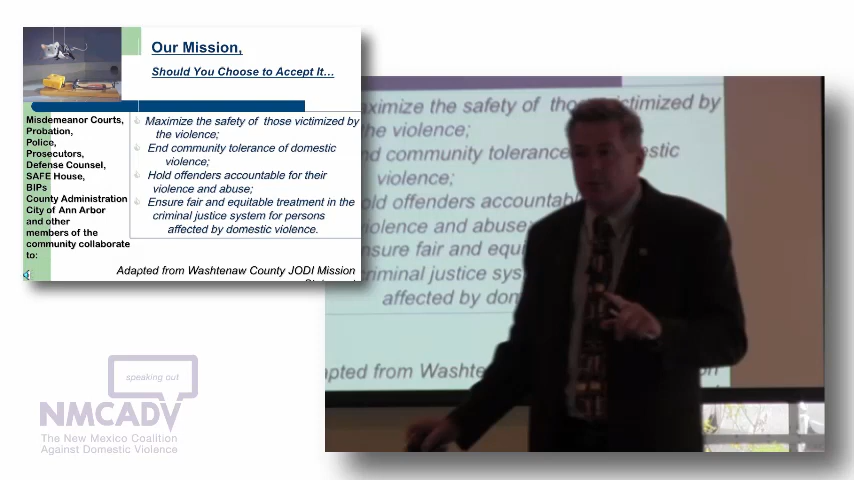 Our Mission,
Should You Choose to Accept It…
Misdemeanor Courts,
Probation,
Police,
Prosecutors,
Defense Counsel,
SAFE House,
BIPs
County Administration
City of Ann Arbor
and other
members of the
community collaborate
to:
Maximize the safety of those victimized by
the violence;
End community tolerance of domestic
violence;
Hold offenders accountable for their
violence and abuse;
Ensure fair and equitable treatment in the
criminal justice system for persons
affected by domestic violence.
Adapted from Washtenaw County JODI Mission
ximize the safety of tho ictimized by
he violence;
nd community tolerance estic
violence;
old offenders accountab
iolence and abuse;
nsure fair and equi
riminal justice sys
affected by dom
pted from Washte
speaking out
NMCADV
The New Mexico Coalition
Against Domestic Violence